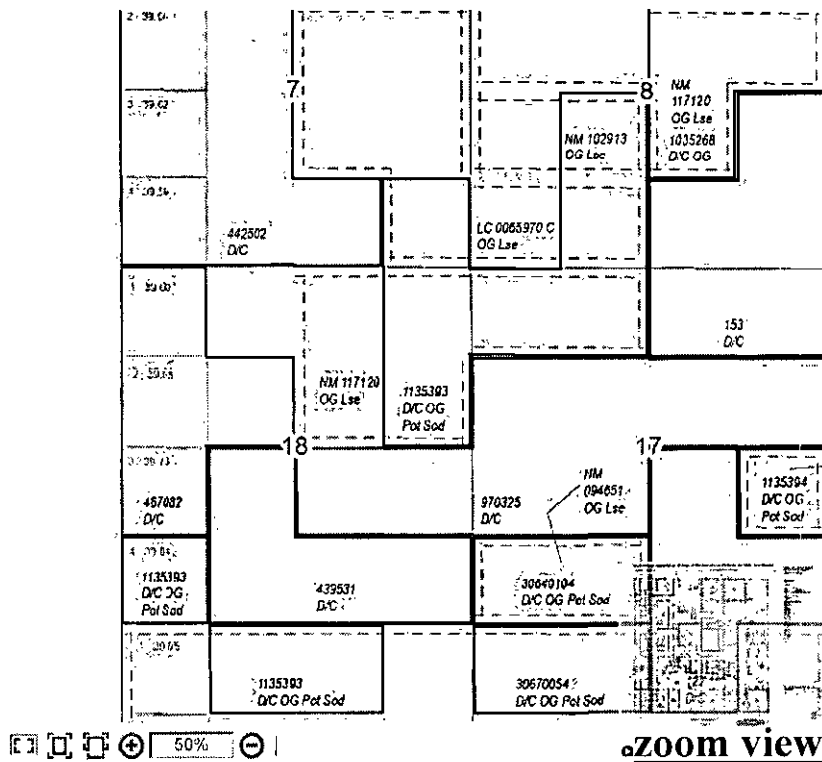 7
8
NM
117120
OG Lse
1035268
D/C OG
NM 102913
OG Lse
442502
D/C
LC 0065970 C
OG Lse
153
D/C
NM 117120
OG Lse
1135393
D/C OG
Pot Sod
18
17
467082
D/C
970325
D/C
NM
094651
OG Lse
1135394
D/C OG
Pot Sod
1135393
D/C OG
Pot Sod
439531
D/C
30640104
D/C OG Pot Sod
1135393
D/C OG Pot Sod
D/C OG Pot Sod
50%
zoom view